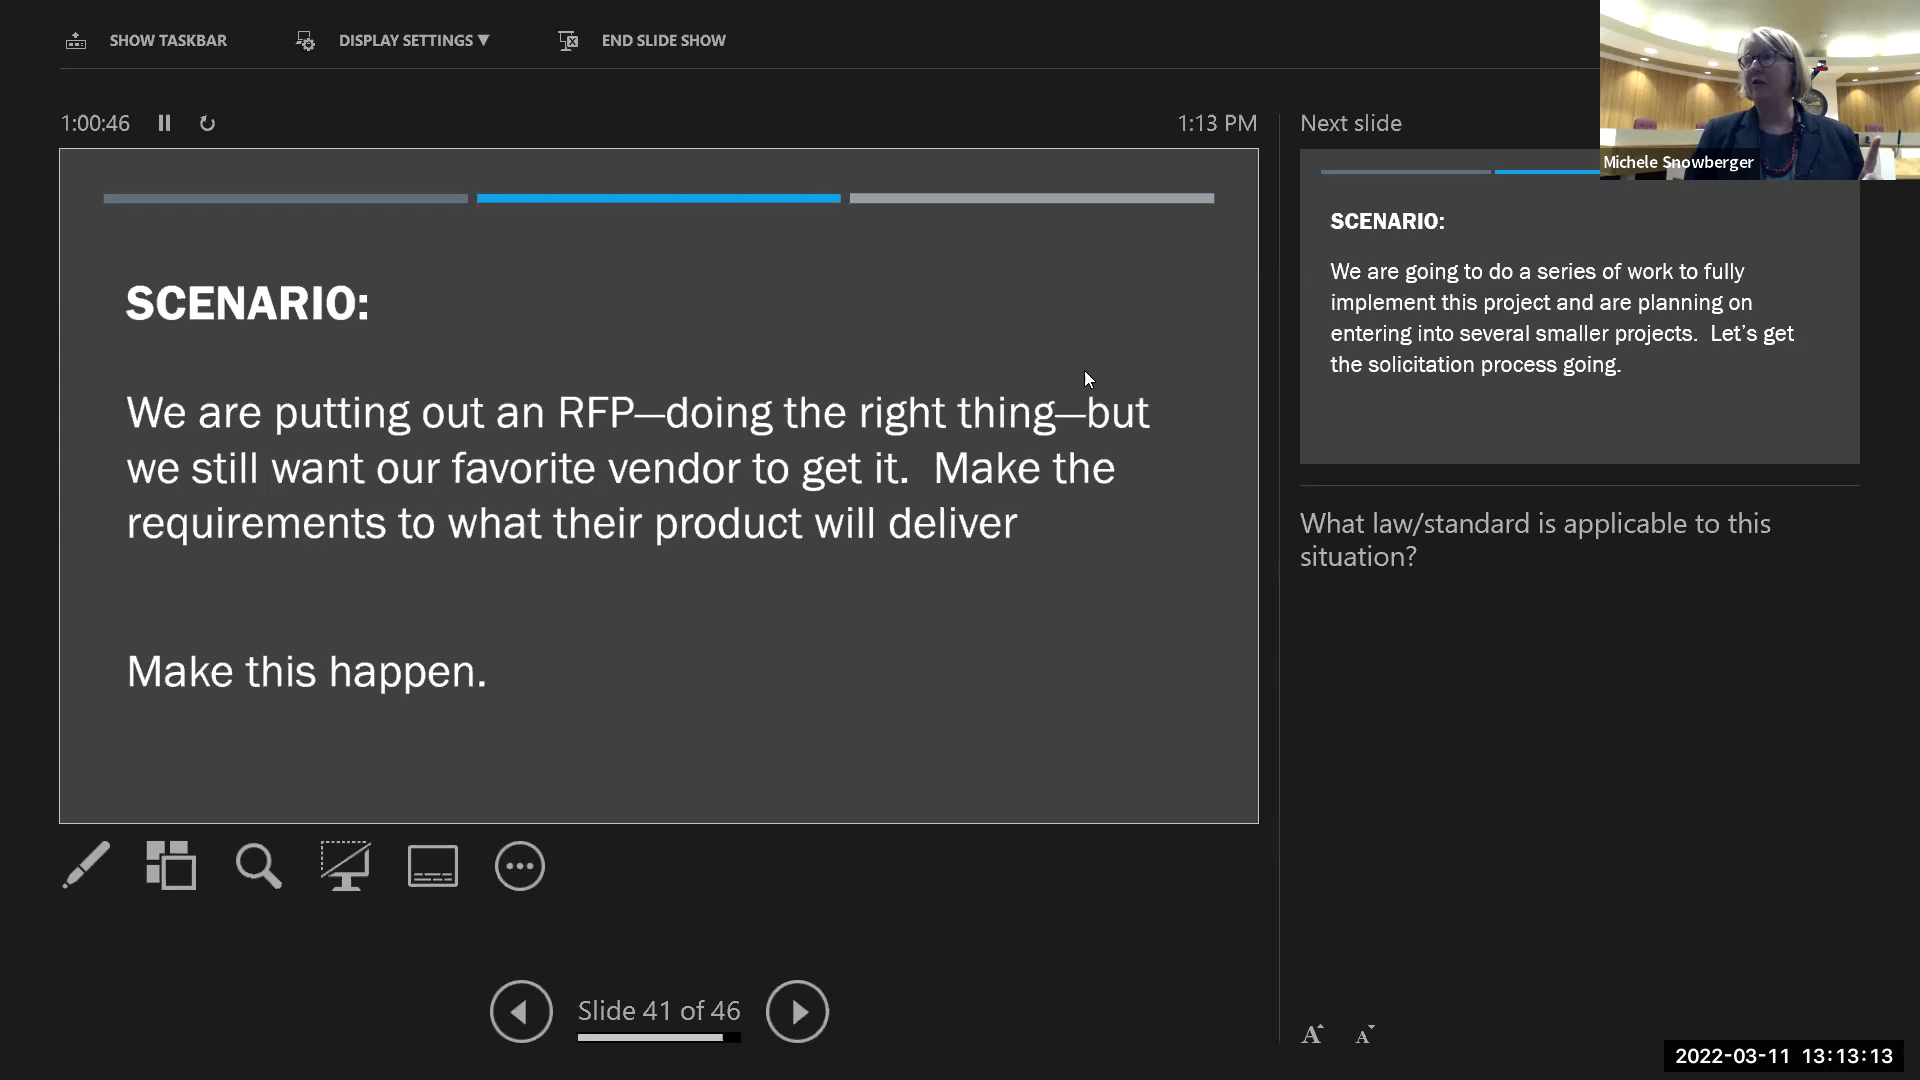 SHOW TASKBAR
DISPLAY SETTINGS ▼
END SLIDE SHOW
1:00:46
1:13 PM
SCENARIO:
We are putting out an RFP—doing the right thing—but
we still want our favorite vendor to get it.  Make the
requirements to what their product will deliver
Make this happen.
Slide 41 of 46
Next slide
Michele Snowberger
SCENARIO:
We are going to do a series of work to fully
implement this project and are planning on
entering into several smaller projects.  Let's get
the solicitation process going.
What law/standard is applicable to this
situation?
A A
2022-03-11 13:13:13